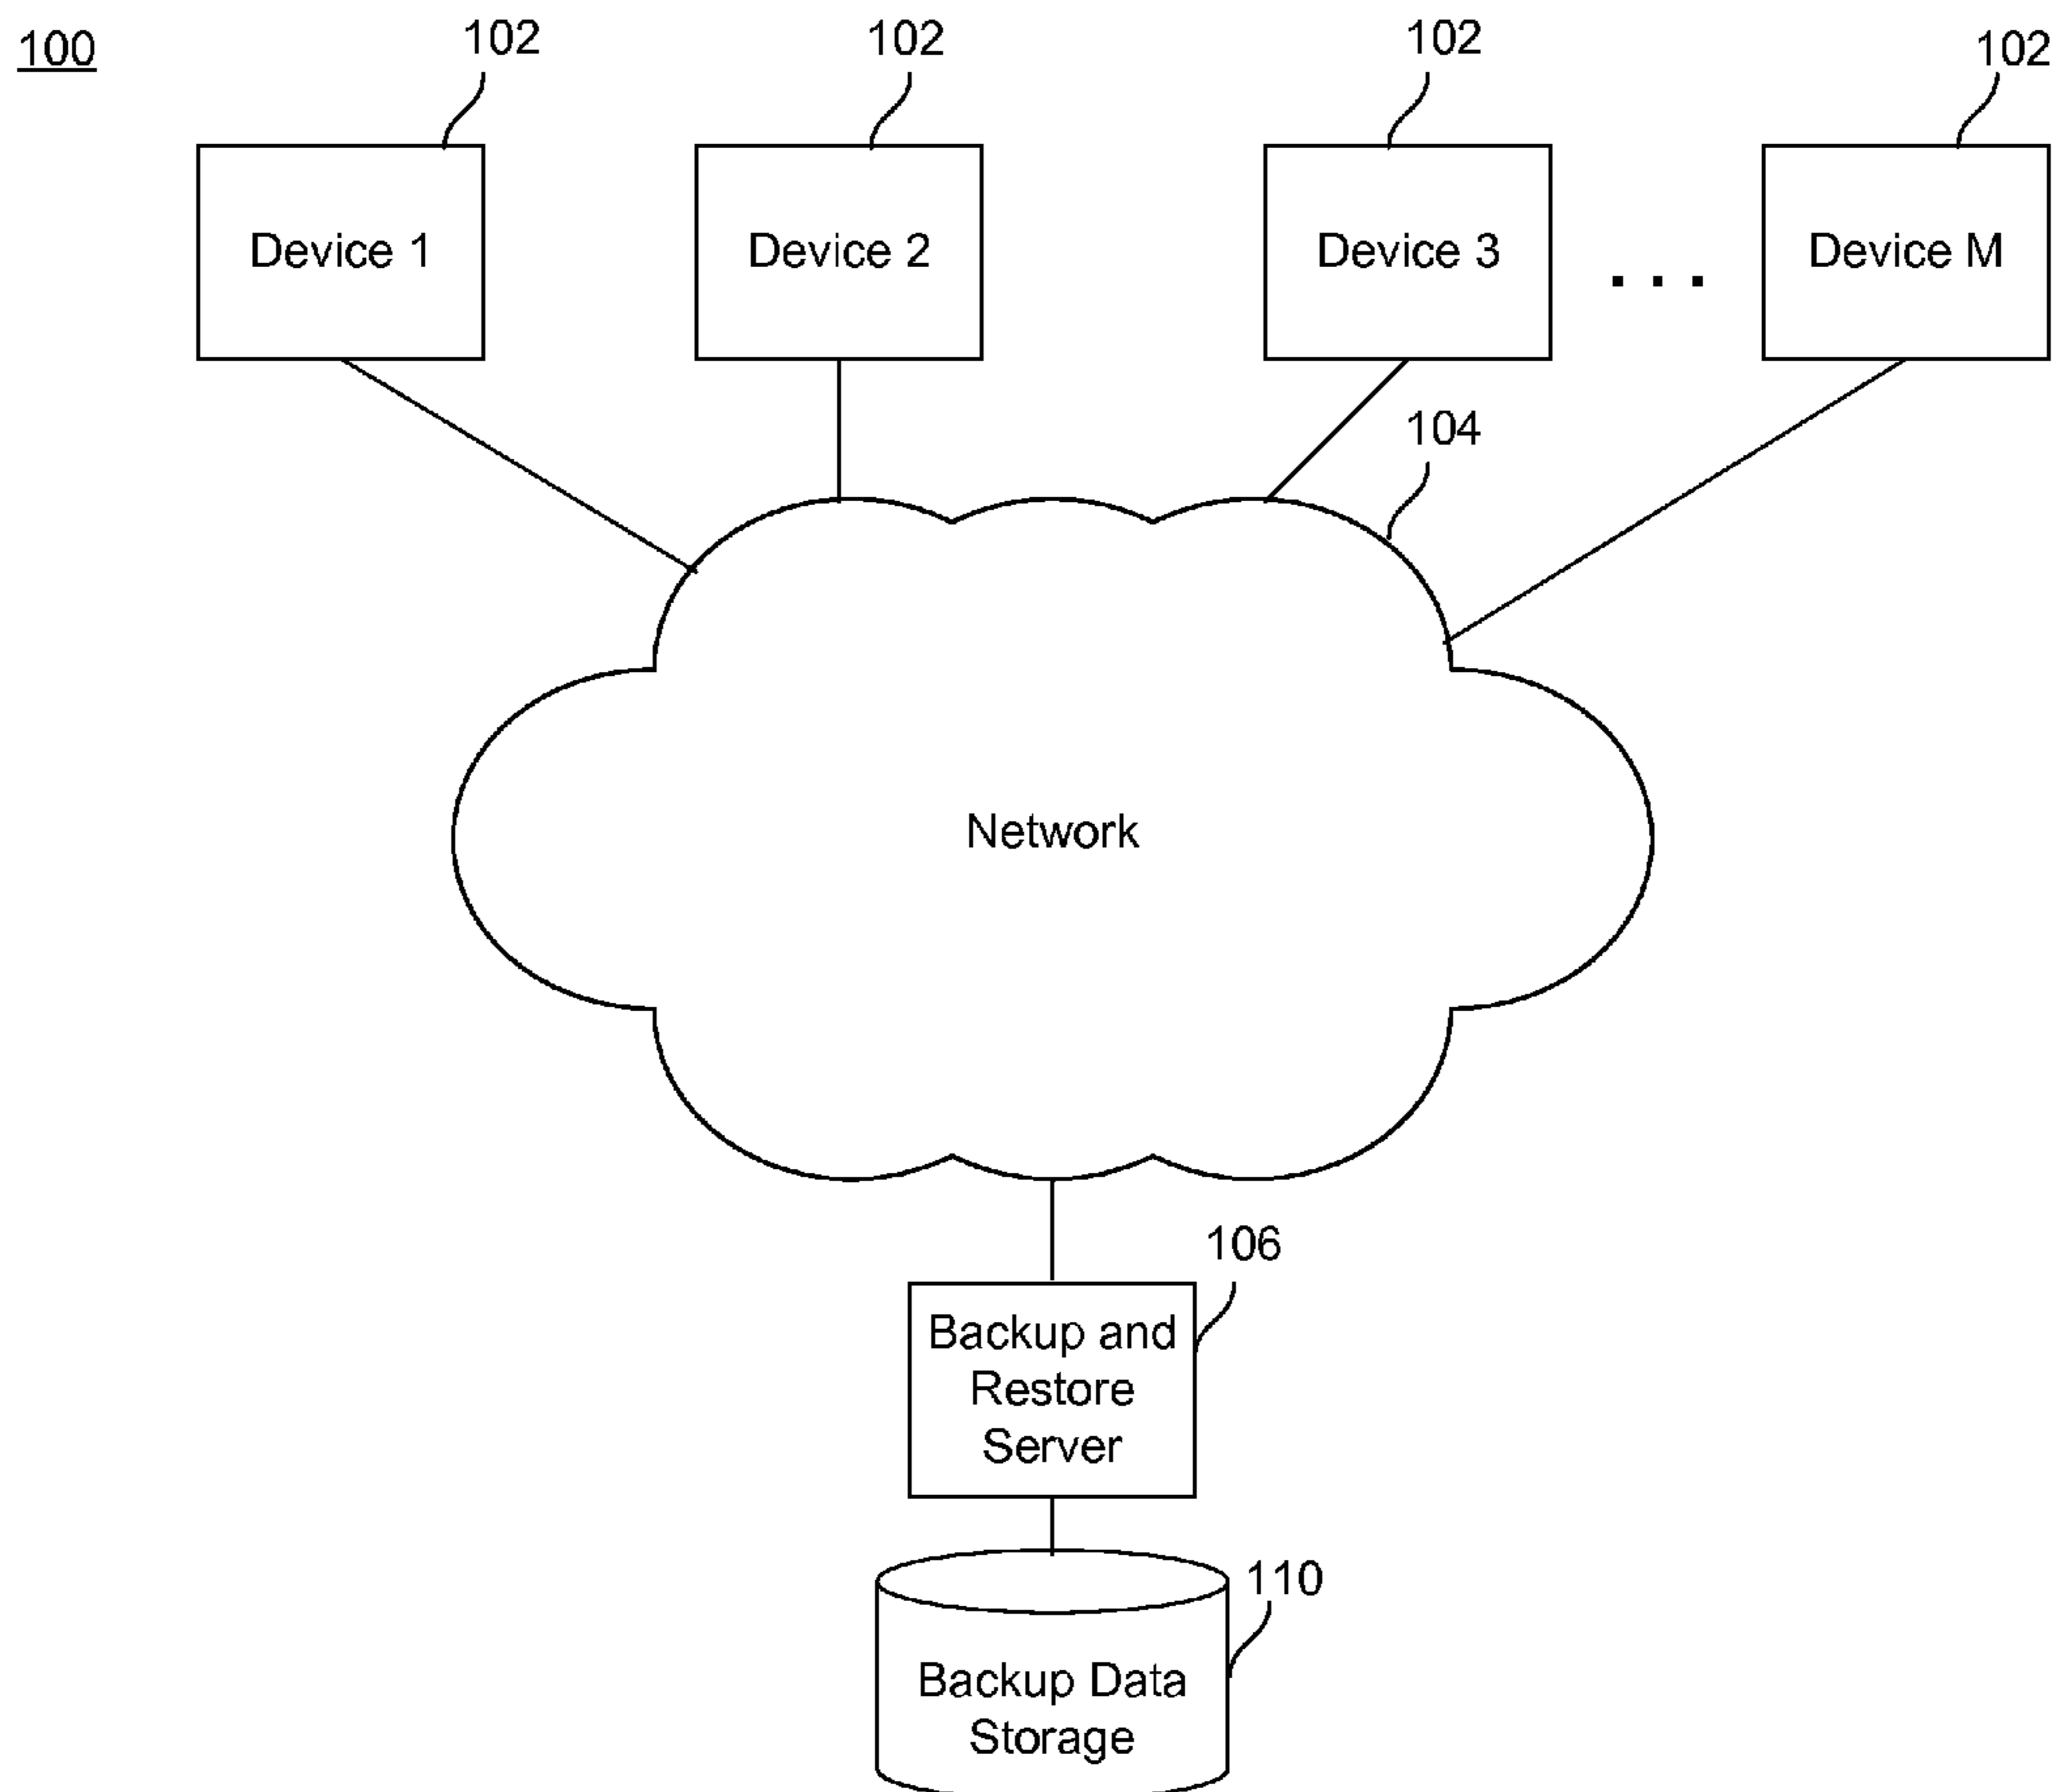 100
102
102
102
102
Device 1
Device 2
Device 3
. . .
Device M
104
Network
106
Backup and
Restore
Server
110
Backup Data
Storage